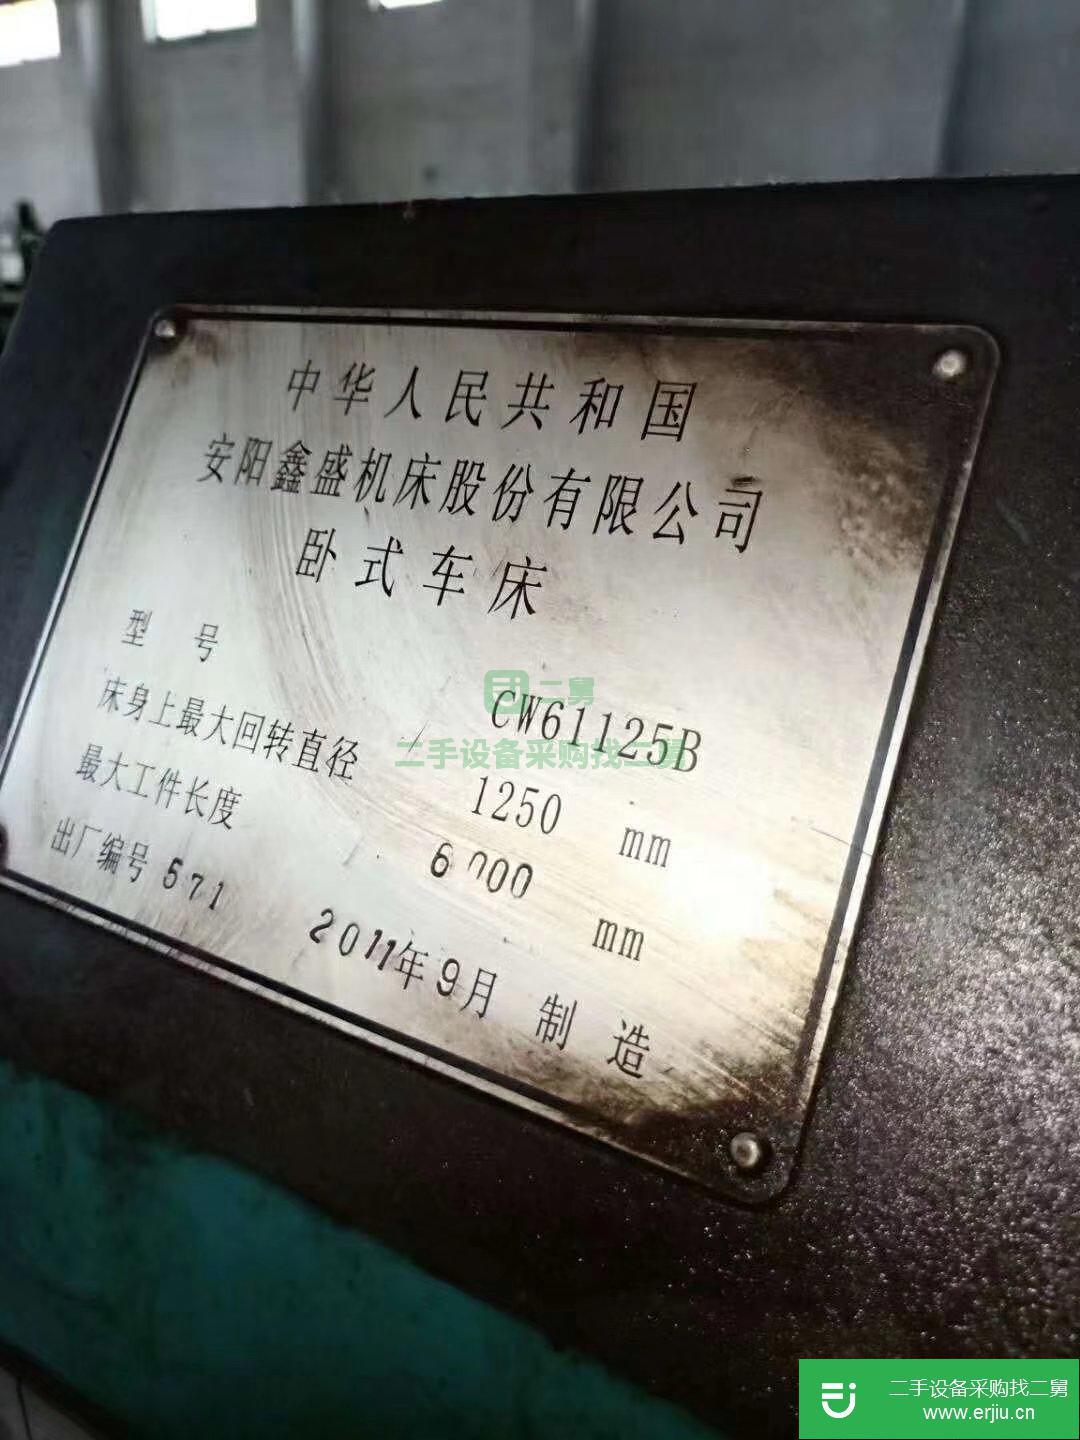 中华人民共和国
安阳鑫盛机床股份有限公司
卧式车床
型 号 CW61125B
床身上最大回转直径 1250 mm
最大工件长度 6000 mm
出厂编号 571 2011年9月 制造
二舅
二手设备采购找二舅
二手设备采购找二舅
www.erjiu.cn